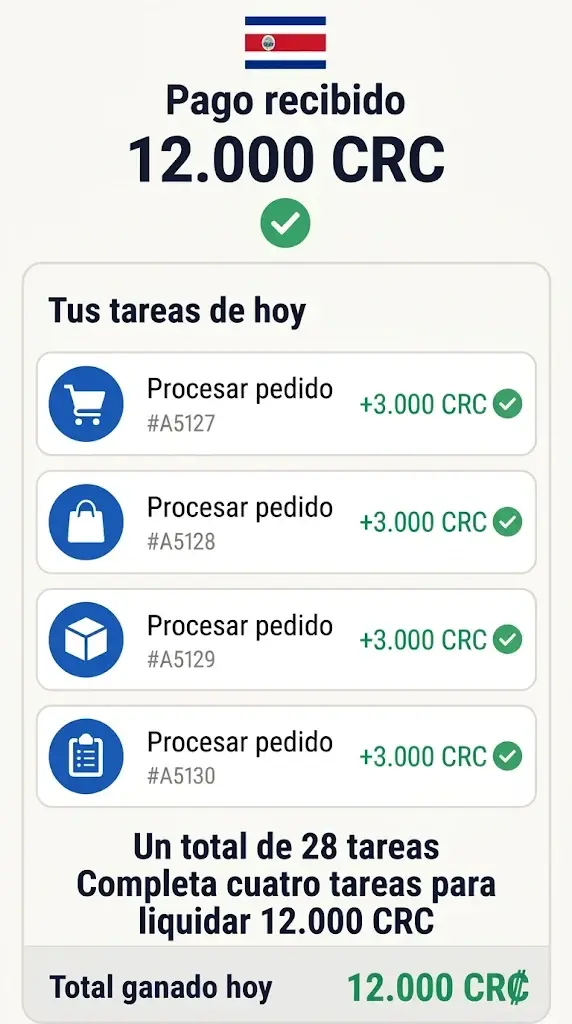 Pago recibido
12.000 CRC
Tus tareas de hoy
Procesar pedido
+3.000 CRC
#A5127
Procesar pedido
+3.000 CRC
#A5128
Procesar pedido
+3.000 CRC
#A5129
Procesar pedido
+3.000 CRC
#A5130
Un total de 28 tareas
Completa cuatro tareas para
liquidar 12.000 CRC
Total ganado hoy
12.000 CR₡